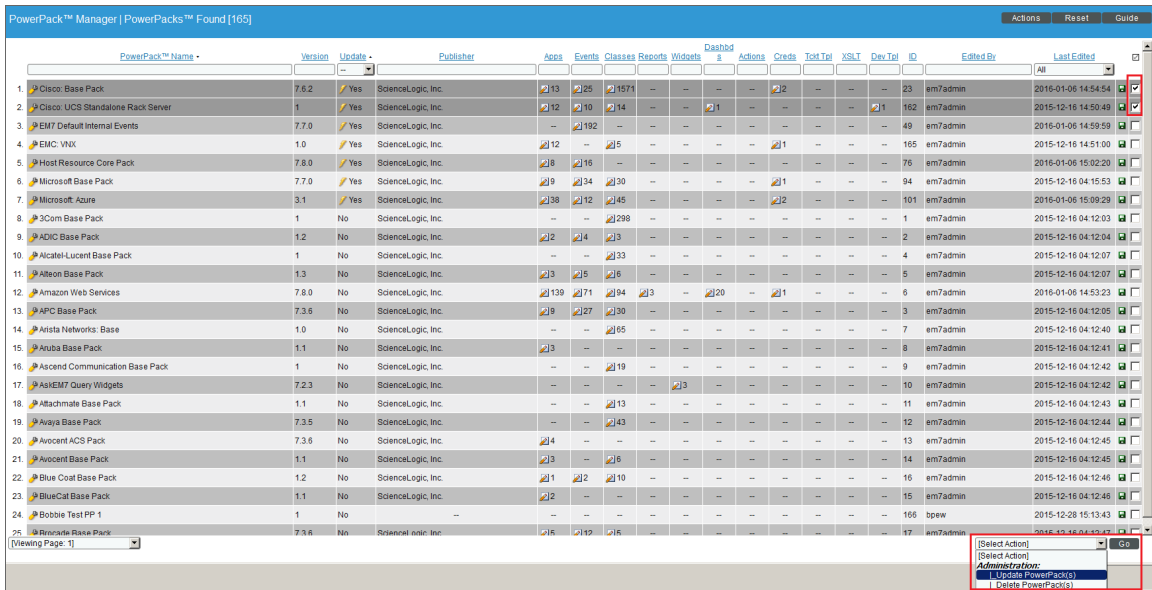 PowerPack™ Manager | PowerPacks™ Found [165] Actions Reset Guide
PowerPack™ Name Version Update Publisher Apps Events Classes Reports Widgets Dashbds Actions Creds Tckt Tpl XSLT Dev Tpl ID Edited By Last Edited
-- All
1. Cisco: Base Pack 7.6.2 Yes ScienceLogic, Inc. 13 25 1571 -- -- -- -- 2 -- -- -- 23 em7admin 2016-01-06 14:54:54
2. Cisco: UCS Standalone Rack Server 1 Yes ScienceLogic, Inc. 12 10 14 -- -- 1 -- -- -- -- 1 162 em7admin 2015-12-16 14:50:49
3. EM7 Default Internal Events 7.7.0 Yes ScienceLogic, Inc. -- 192 -- -- -- -- -- -- -- -- -- 49 em7admin 2016-01-06 14:59:59
4. EMC: VNX 1.0 Yes ScienceLogic, Inc. 12 -- 5 -- -- -- -- 1 -- -- -- 165 em7admin 2015-12-16 14:51:00
5. Host Resource Core Pack 7.8.0 Yes ScienceLogic, Inc. 8 16 -- -- -- -- -- -- -- -- -- 76 em7admin 2016-01-06 15:02:20
6. Microsoft Base Pack 7.7.0 Yes ScienceLogic, Inc. 9 34 30 -- -- -- -- 1 -- -- -- 94 em7admin 2015-12-16 04:15:53
7. Microsoft: Azure 3.1 Yes ScienceLogic, Inc. 38 12 45 -- -- -- -- 2 -- -- -- 101 em7admin 2016-01-06 15:09:29
8. 3Com Base Pack 1 No ScienceLogic, Inc. -- -- 298 -- -- -- -- -- -- -- -- 1 em7admin 2015-12-16 04:12:03
9. ADIC Base Pack 1.2 No ScienceLogic, Inc. 2 4 3 -- -- -- -- -- -- -- -- 2 em7admin 2015-12-16 04:12:04
10. Alcatel-Lucent Base Pack 1 No ScienceLogic, Inc. -- -- 33 -- -- -- -- -- -- -- -- 4 em7admin 2015-12-16 04:12:07
11. Alteon Base Pack 1.3 No ScienceLogic, Inc. 3 5 6 -- -- -- -- -- -- -- -- 5 em7admin 2015-12-16 04:12:07
12. Amazon Web Services 7.8.0 No ScienceLogic, Inc. 139 71 94 3 -- 20 -- 1 -- -- -- 6 em7admin 2016-01-06 14:53:23
13. APC Base Pack 7.3.6 No ScienceLogic, Inc. 9 27 30 -- -- -- -- -- -- -- -- 3 em7admin 2015-12-16 04:12:05
14. Arista Networks: Base 1.0 No ScienceLogic, Inc. -- -- 65 -- -- -- -- -- -- -- -- 7 em7admin 2015-12-16 04:12:40
15. Aruba Base Pack 1.1 No ScienceLogic, Inc. 3 -- -- -- -- -- -- -- -- -- -- 8 em7admin 2015-12-16 04:12:41
16. Ascend Communication Base Pack 1 No ScienceLogic, Inc. -- -- 19 -- -- -- -- -- -- -- -- 9 em7admin 2015-12-16 04:12:42
17. AskEM7 Query Widgets 7.2.3 No ScienceLogic, Inc. -- -- -- -- 3 -- -- -- -- -- -- 10 em7admin 2015-12-16 04:12:42
18. Attachmate Base Pack 1.1 No ScienceLogic, Inc. -- -- 13 -- -- -- -- -- -- -- -- 11 em7admin 2015-12-16 04:12:43
19. Avaya Base Pack 7.3.5 No ScienceLogic, Inc. -- -- 43 -- -- -- -- -- -- -- -- 12 em7admin 2015-12-16 04:12:44
20. Avocent ACS Pack 7.3.6 No ScienceLogic, Inc. 4 -- -- -- -- -- -- -- -- -- -- 13 em7admin 2015-12-16 04:12:45
21. Avocent Base Pack 1.1 No ScienceLogic, Inc. 3 -- 6 -- -- -- -- -- -- -- -- 14 em7admin 2015-12-16 04:12:45
22. Blue Coat Base Pack 1.2 No ScienceLogic, Inc. 1 2 10 -- -- -- -- -- -- -- -- 16 em7admin 2015-12-16 04:12:46
23. BlueCat Base Pack 1.1 No ScienceLogic, Inc. 2 -- -- -- -- -- -- -- -- -- -- 15 em7admin 2015-12-16 04:12:46
24. Bobbie Test PP 1 1 No -- -- -- -- -- -- -- -- -- -- -- -- 166 bpew 2015-12-28 15:13:43
25. Brocade Base Pack 7.3.6 No ScienceLogic, Inc. 5 12 5 -- -- -- -- -- -- -- -- 17 em7admin 2015-12-16 04:12:47
[Viewing Page: 1] [Select Action] Go
[Select Action]
Administration:
Update PowerPack(s)
Delete PowerPack(s)